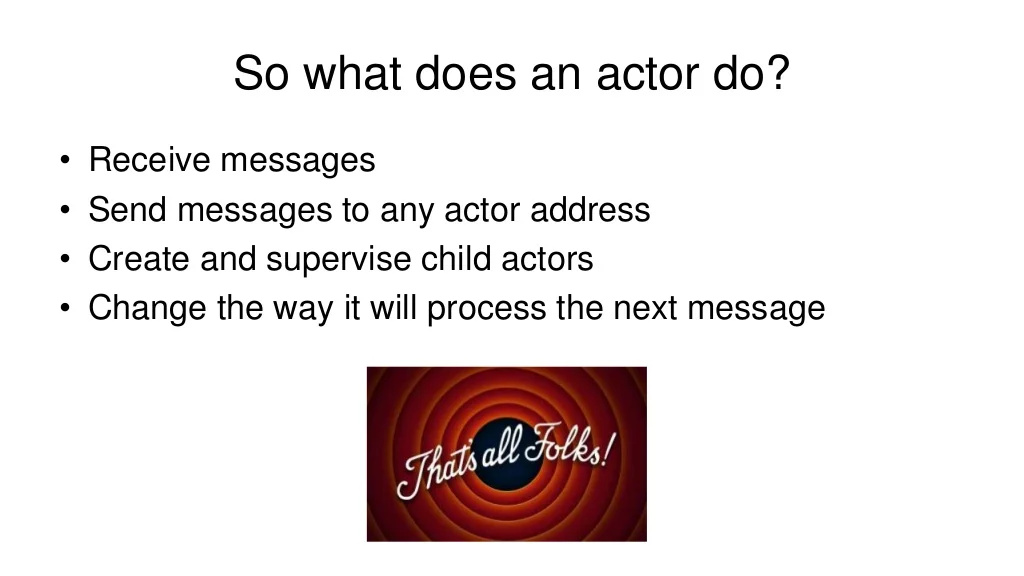 So what does an actor do?
• Receive messages
• Send messages to any actor address
• Create and supervise child actors
• Change the way it will process the next message
That's all Folks!